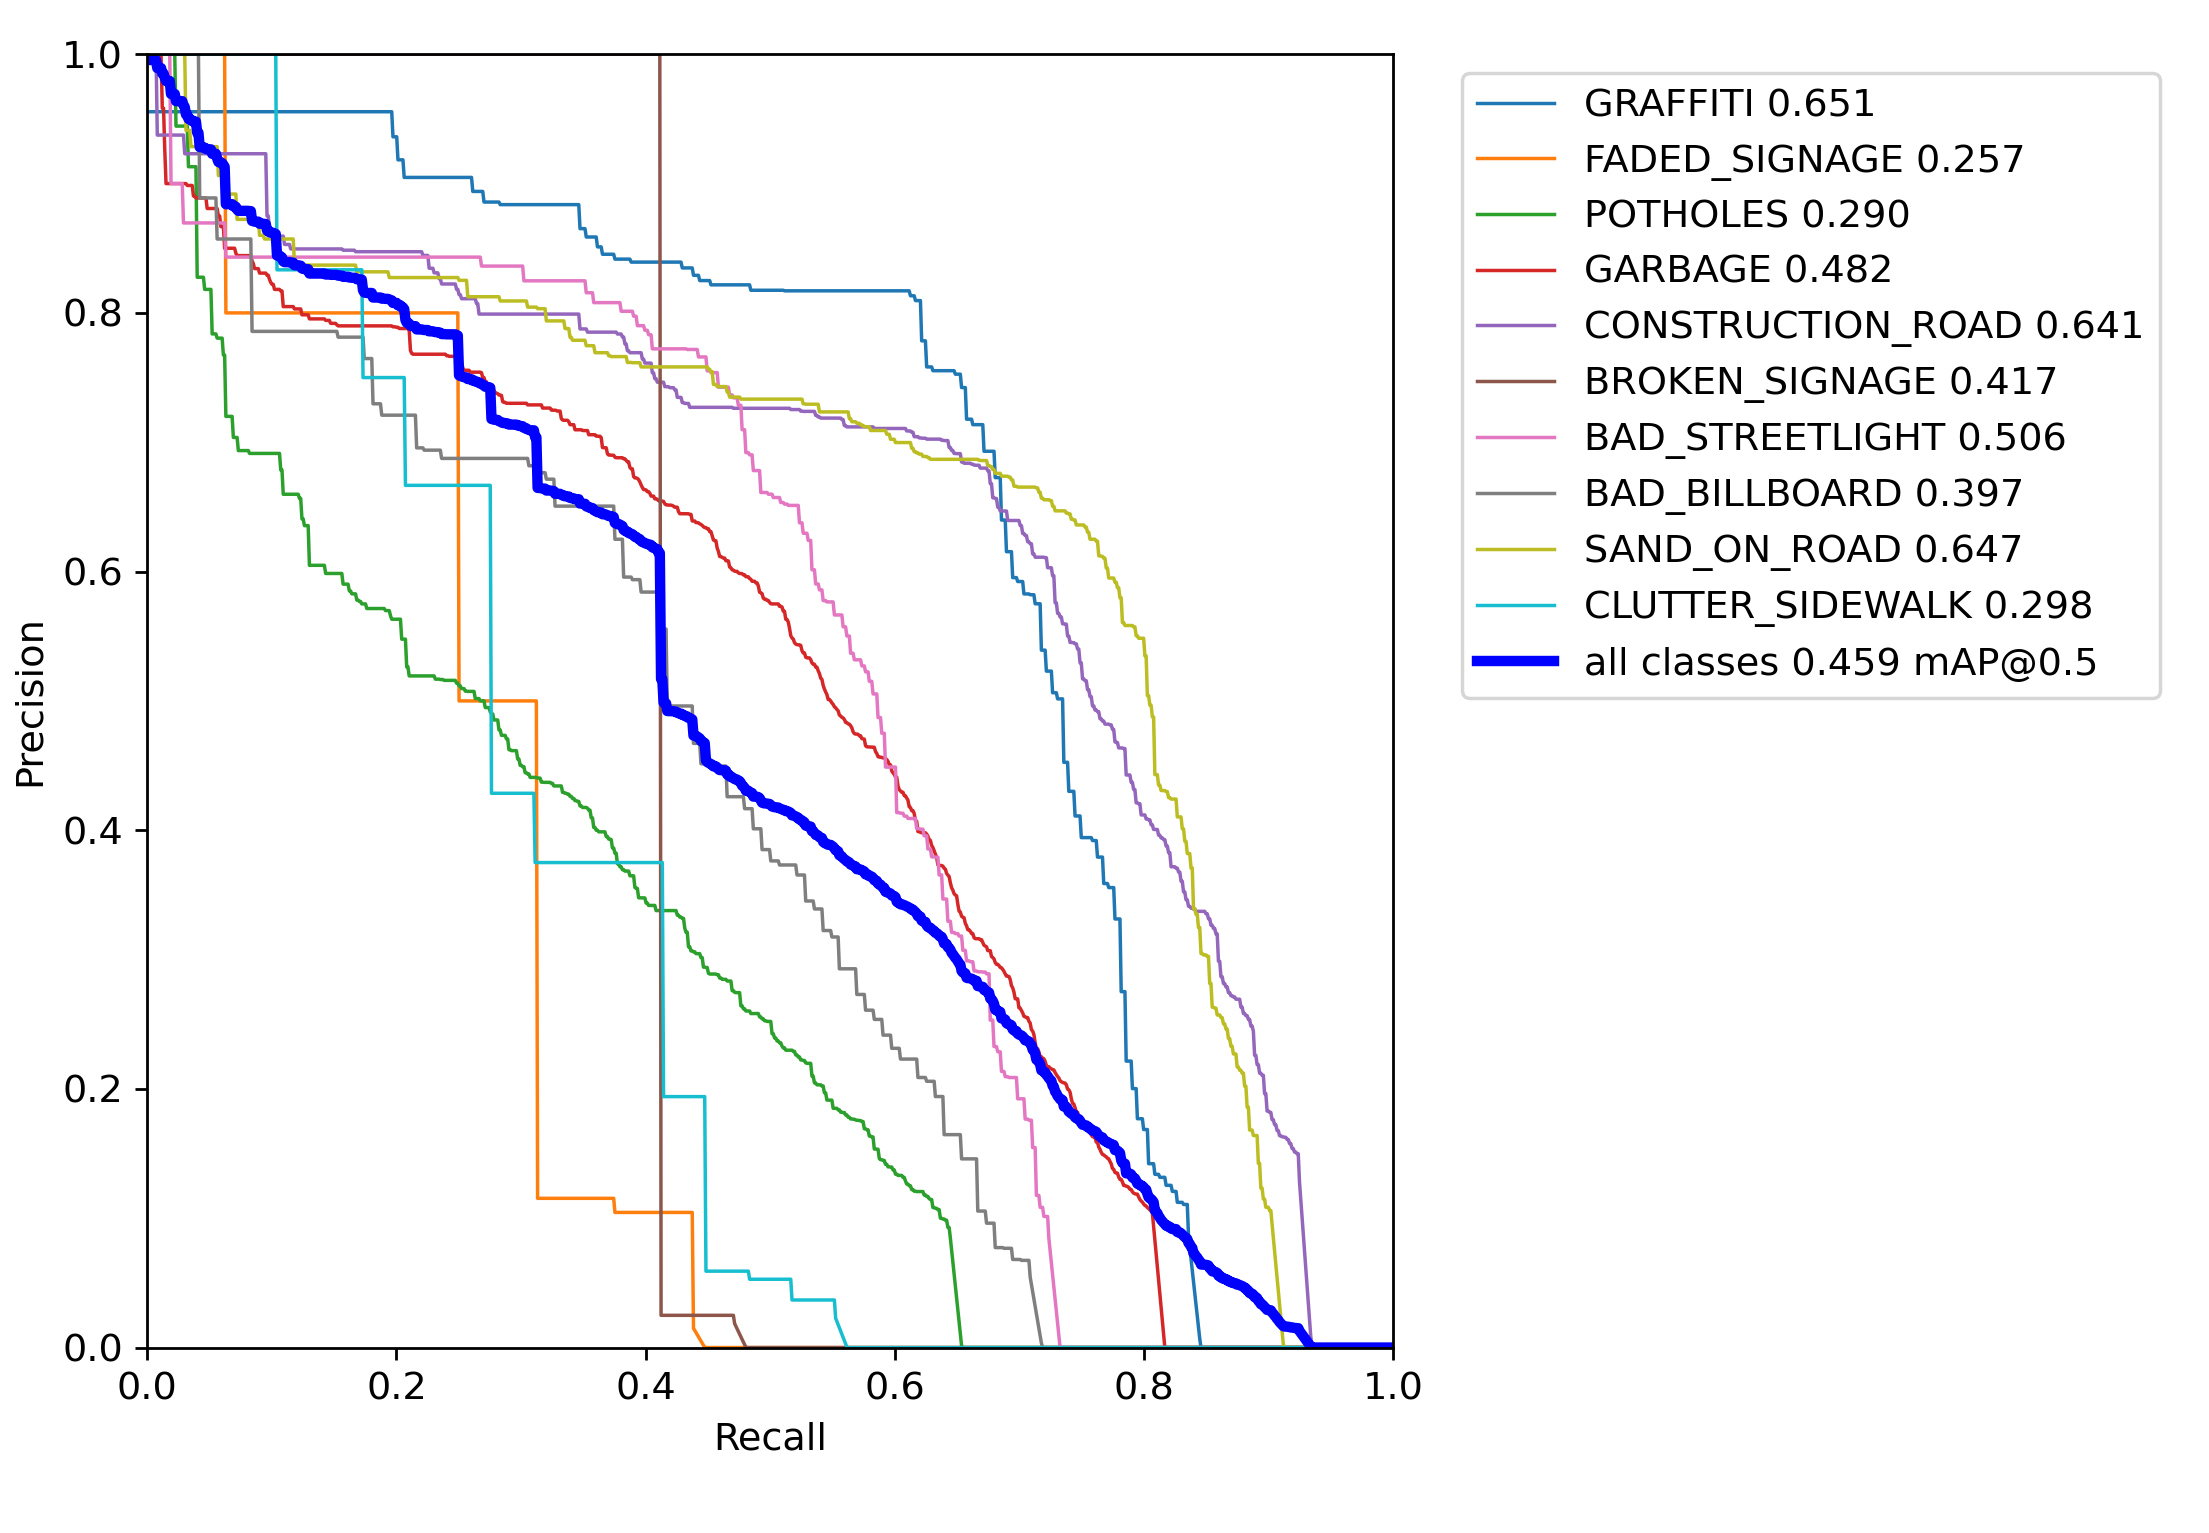 1.0
0.8
0.6
0.4
0.2
0.0
Precision
0.0 0.2 0.4 0.6 0.8 1.0
Recall
GRAFFITI 0.651
FADED_SIGNAGE 0.257
POTHOLES 0.290
GARBAGE 0.482
CONSTRUCTION_ROAD 0.641
BROKEN_SIGNAGE 0.417
BAD_STREETLIGHT 0.506
BAD_BILLBOARD 0.397
SAND_ON_ROAD 0.647
CLUTTER_SIDEWALK 0.298
all classes 0.459 mAP@0.5